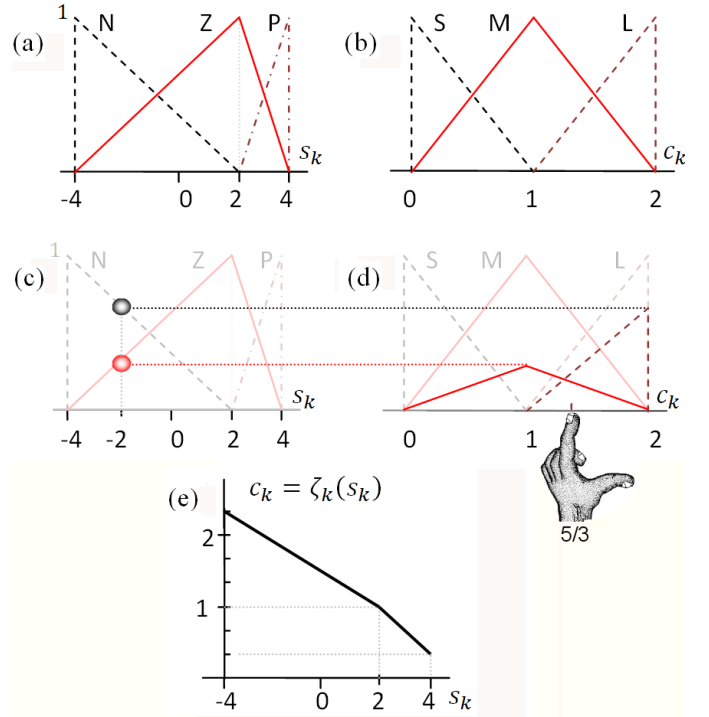 (a) 1 N Z P
s_k
-4 0 2 4
(b) S M L
c_k
0 1 2
(c) 1 N Z P
s_k
-4 -2 0 2 4
(d) S M L
c_k
0 1 2
5/3
(e) c_k = ζ_k(s_k)
2
1
-4 0 2 4 s_k